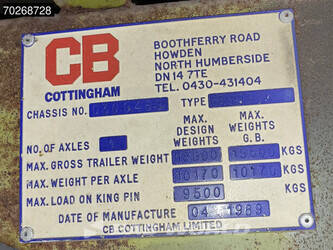 70268728
CB
COTTINGHAM
BOOTHFERRY ROAD
HOWDEN
NORTH HUMBERSIDE
DN14 7TE
TEL. 0430-431404
CHASSIS NO.
TYPE
NO. OF AXLES
MAX. DESIGN WEIGHTS
MAX. WEIGHTS G.B.
MAX. GROSS TRAILER WEIGHT KGS
MAX. WEIGHT PER AXLE 10170 10170 KGS
MAX. LOAD ON KING PIN 9500 KGS
DATE OF MANUFACTURE 04 1989
CB COTTINGHAM LIMITED